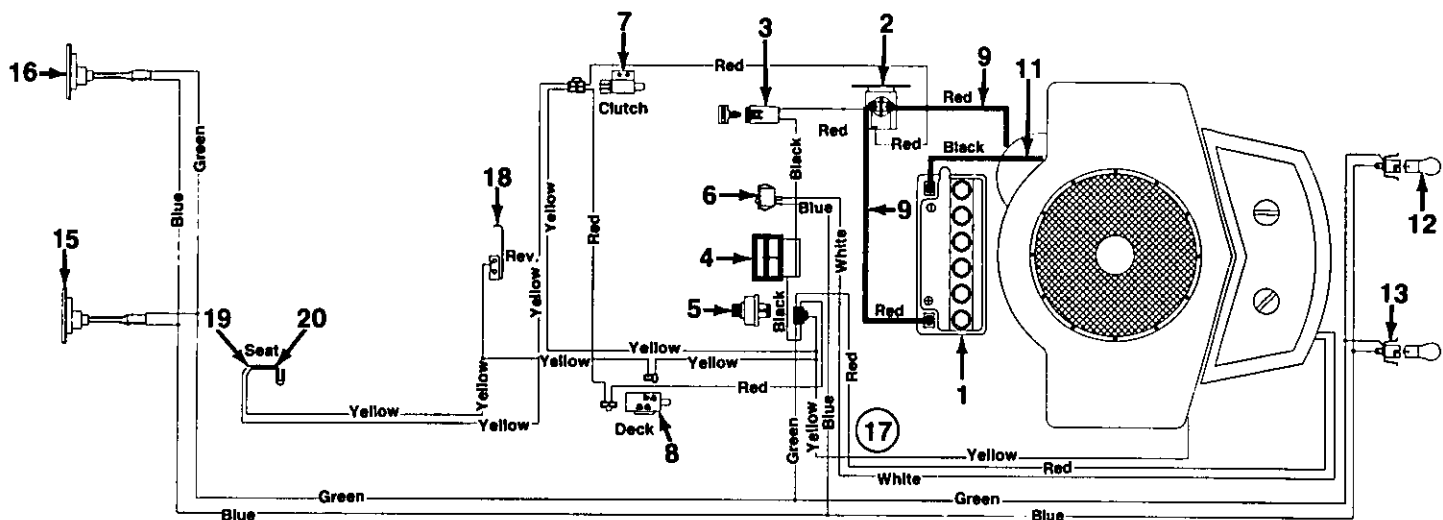 7
3
2
9
11
16
Red
Red
Clutch
Red
Red
Black
Green
Black
18
6
Blue
12
Blue
Yellow
Yellow
Red
9
15
Rev.
4
White
Yellow
13
5
Black
Red
19
20
Seat
Yellow
Yellow
Yellow
Yellow
Red
Red
1
Yellow
Yellow
Deck
8
Green
Yellow
Blue
17
Yellow
Red
White
Green
Green
Blue
Blue